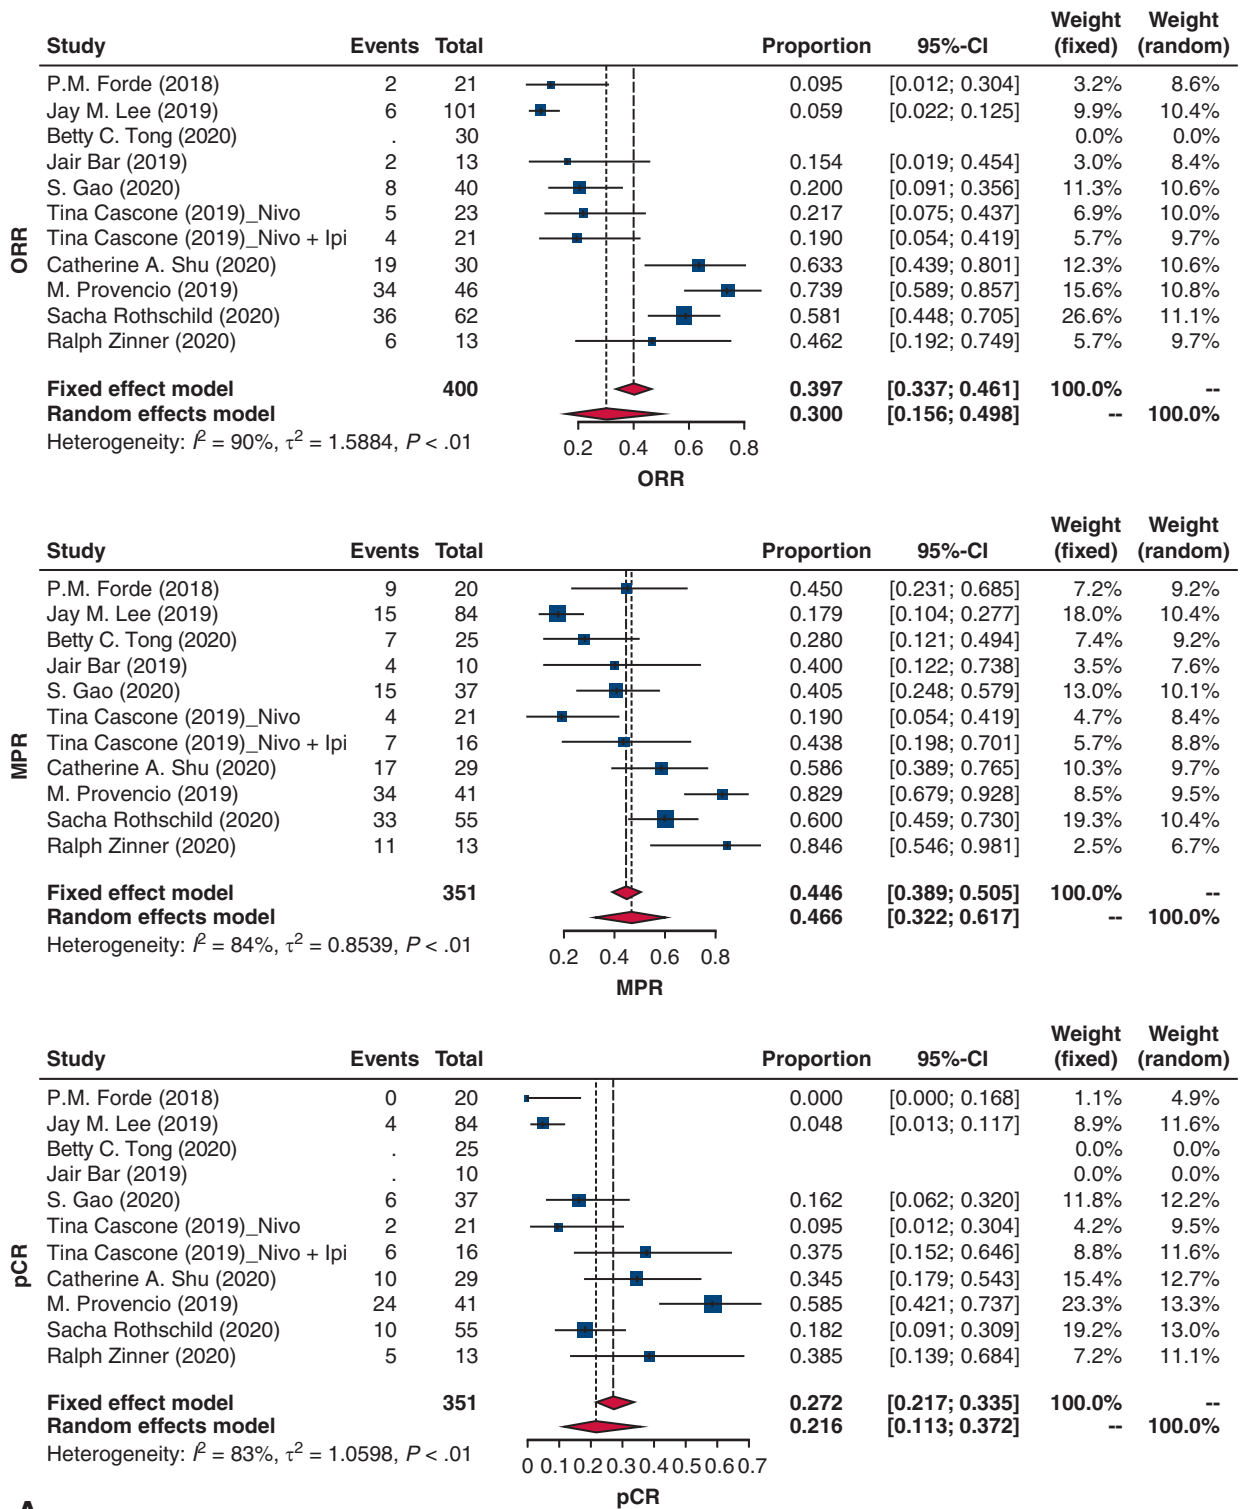 Study Events Total Proportion 95%-CI Weight (fixed) Weight (random)
P.M. Forde (2018) 2 21 0.095 [0.012; 0.304] 3.2% 8.6%
Jay M. Lee (2019) 6 101 0.059 [0.022; 0.125] 9.9% 10.4%
Betty C. Tong (2020) . 30 0.0% 0.0%
Jair Bar (2019) 2 13 0.154 [0.019; 0.454] 3.0% 8.4%
S. Gao (2020) 8 40 0.200 [0.091; 0.356] 11.3% 10.6%
Tina Cascone (2019)_Nivo 5 23 0.217 [0.075; 0.437] 6.9% 10.0%
Tina Cascone (2019)_Nivo + Ipi 4 21 0.190 [0.054; 0.419] 5.7% 9.7%
Catherine A. Shu (2020) 19 30 0.633 [0.439; 0.801] 12.3% 10.6%
M. Provencio (2019) 34 46 0.739 [0.589; 0.857] 15.6% 10.8%
Sacha Rothschild (2020) 36 62 0.581 [0.448; 0.705] 26.6% 11.1%
Ralph Zinner (2020) 6 13 0.462 [0.192; 0.749] 5.7% 9.7%
ORR
Fixed effect model 400 0.397 [0.337; 0.461] 100.0% --
Random effects model 0.300 [0.156; 0.498] -- 100.0%
Heterogeneity: I² = 90%, τ² = 1.5884, P < .01
0.2 0.4 0.6 0.8
ORR
Study Events Total Proportion 95%-CI Weight (fixed) Weight (random)
P.M. Forde (2018) 9 20 0.450 [0.231; 0.685] 7.2% 9.2%
Jay M. Lee (2019) 15 84 0.179 [0.104; 0.277] 18.0% 10.4%
Betty C. Tong (2020) 7 25 0.280 [0.121; 0.494] 7.4% 9.2%
Jair Bar (2019) 4 10 0.400 [0.122; 0.738] 3.5% 7.6%
S. Gao (2020) 15 37 0.405 [0.248; 0.579] 13.0% 10.1%
Tina Cascone (2019)_Nivo 4 21 0.190 [0.054; 0.419] 4.7% 8.4%
Tina Cascone (2019)_Nivo + Ipi 7 16 0.438 [0.198; 0.701] 5.7% 8.8%
Catherine A. Shu (2020) 17 29 0.586 [0.389; 0.765] 10.3% 9.7%
M. Provencio (2019) 34 41 0.829 [0.679; 0.928] 8.5% 9.5%
Sacha Rothschild (2020) 33 55 0.600 [0.459; 0.730] 19.3% 10.4%
Ralph Zinner (2020) 11 13 0.846 [0.546; 0.981] 2.5% 6.7%
MPR
Fixed effect model 351 0.446 [0.389; 0.505] 100.0% --
Random effects model 0.466 [0.322; 0.617] -- 100.0%
Heterogeneity: I² = 84%, τ² = 0.8539, P < .01
0.2 0.4 0.6 0.8
MPR
Study Events Total Proportion 95%-CI Weight (fixed) Weight (random)
P.M. Forde (2018) 0 20 0.000 [0.000; 0.168] 1.1% 4.9%
Jay M. Lee (2019) 4 84 0.048 [0.013; 0.117] 8.9% 11.6%
Betty C. Tong (2020) . 25 0.0% 0.0%
Jair Bar (2019) . 10 0.0% 0.0%
S. Gao (2020) 6 37 0.162 [0.062; 0.320] 11.8% 12.2%
Tina Cascone (2019)_Nivo 2 21 0.095 [0.012; 0.304] 4.2% 9.5%
Tina Cascone (2019)_Nivo + Ipi 6 16 0.375 [0.152; 0.646] 8.8% 11.6%
Catherine A. Shu (2020) 10 29 0.345 [0.179; 0.543] 15.4% 12.7%
M. Provencio (2019) 24 41 0.585 [0.421; 0.737] 23.3% 13.3%
Sacha Rothschild (2020) 10 55 0.182 [0.091; 0.309] 19.2% 13.0%
Ralph Zinner (2020) 5 13 0.385 [0.139; 0.684] 7.2% 11.1%
pCR
Fixed effect model 351 0.272 [0.217; 0.335] 100.0% --
Random effects model 0.216 [0.113; 0.372] -- 100.0%
Heterogeneity: I² = 83%, τ² = 1.0598, P < .01
0 0.1 0.2 0.3 0.4 0.5 0.6 0.7
pCR